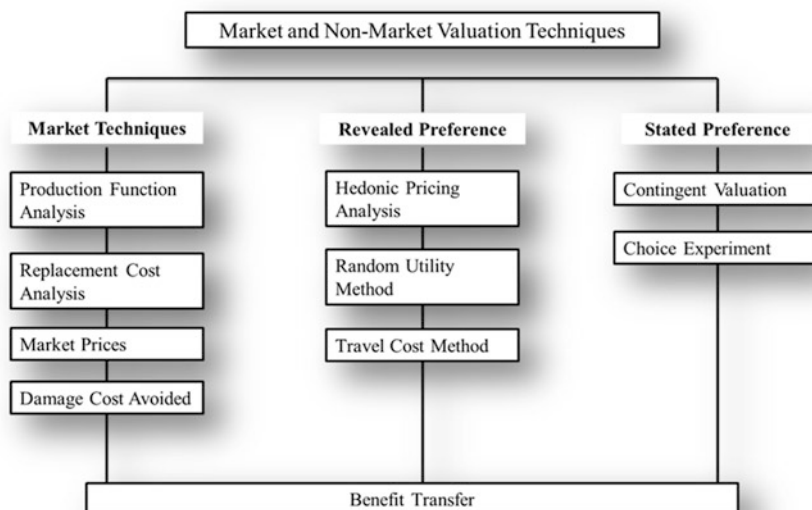 Market and Non-Market Valuation Techniques
Market Techniques
Production Function
Analysis
Replacement Cost
Analysis
Market Prices
Damage Cost Avoided
Revealed Preference
Hedonic Pricing
Analysis
Random Utility
Method
Travel Cost Method
Stated Preference
Contingent Valuation
Choice Experiment
Benefit Transfer